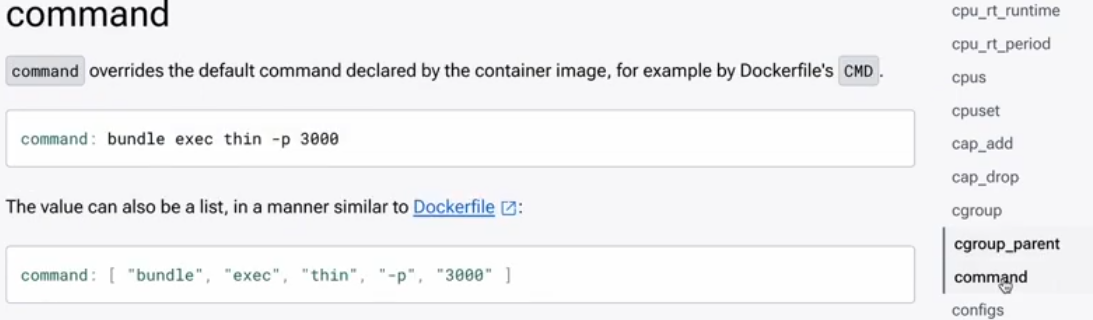 command
command overrides the default command declared by the container image, for example by Dockerfile's CMD .
command: bundle exec thin -p 3000
The value can also be a list, in a manner similar to Dockerfile:
command: [ "bundle", "exec", "thin", "-p", "3000" ]
cpu_rt_runtime
cpu_rt_period
cpus
cpuset
cap_add
cap_drop
cgroup
cgroup_parent
command
configs